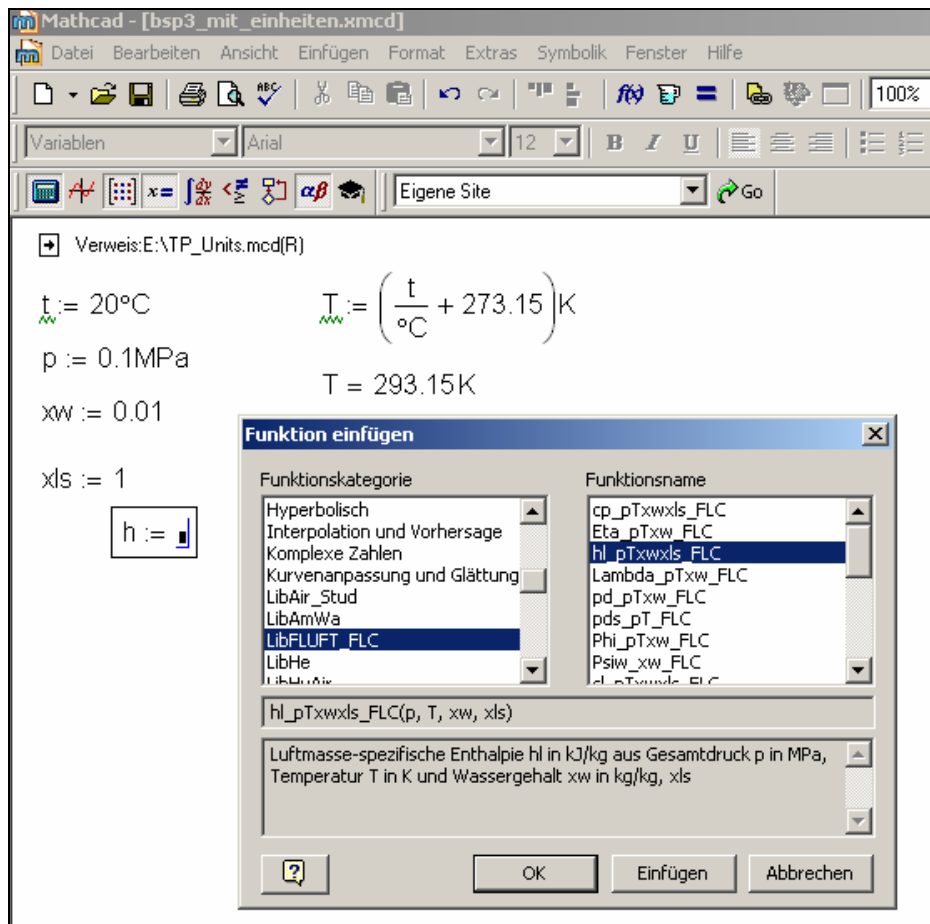 Mathcad - [bsp3_mit_einheiten.xmcd]
Datei Bearbeiten Ansicht Einfügen Format Extras Symbolik Fenster Hilfe
100%
Variablen Arial 12 B I U
Eigene Site Go
Verweis:E:\TP_Units.mcd(R)
t := 20°C T := (t/°C + 273.15)K
p := 0.1MPa
T = 293.15K
xw := 0.01
xls := 1
h :=
Funktion einfügen
Funktionskategorie
Hyperbolisch
Interpolation und Vorhersage
Komplexe Zahlen
Kurvenanpassung und Glättung
LibAir_Stud
LibAmWa
LibFLUFT_FLC
LibHe
LibHuAir
Funktionsname
cp_pTxwxls_FLC
Eta_pTxw_FLC
hl_pTxwxls_FLC
Lambda_pTxw_FLC
pd_pTxw_FLC
pds_pT_FLC
Phi_pTxw_FLC
Psiw_xw_FLC
hl_pTxwxls_FLC(p, T, xw, xls)
Luftmasse-spezifische Enthalpie hl in kJ/kg aus Gesamtdruck p in MPa,
Temperatur T in K und Wassergehalt xw in kg/kg, xls
OK Einfügen Abbrechen